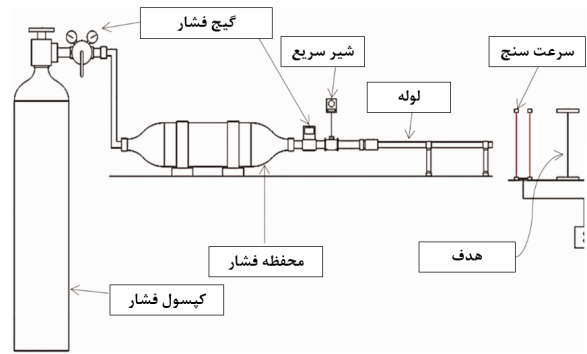 گیج فشار
شیر سریع
سرعت سنج
لوله
محفظه فشار
هدف
کپسول فشار